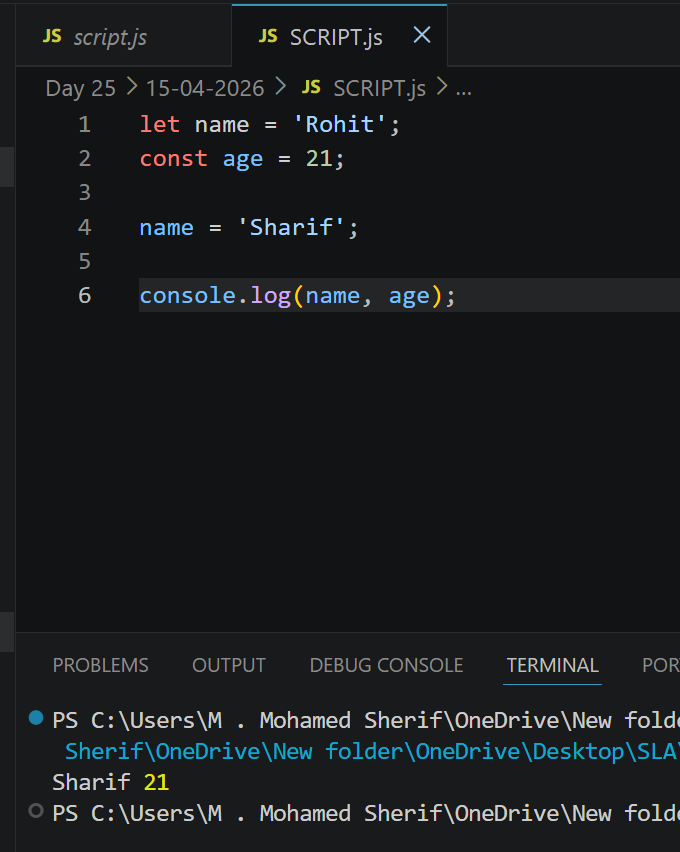 JS script.js JS SCRIPT.js
Day 25 > 15-04-2026 > JS SCRIPT.js > ...
1 let name = 'Rohit';
2 const age = 21;
3
4 name = 'Sharif';
5
6 console.log(name, age);
PROBLEMS OUTPUT DEBUG CONSOLE TERMINAL POR
PS C:\Users\M . Mohamed Sherif\OneDrive\New folde
Sherif\OneDrive\New folder\OneDrive\Desktop\SLA\
Sharif 21
PS C:\Users\M . Mohamed Sherif\OneDrive\New folde